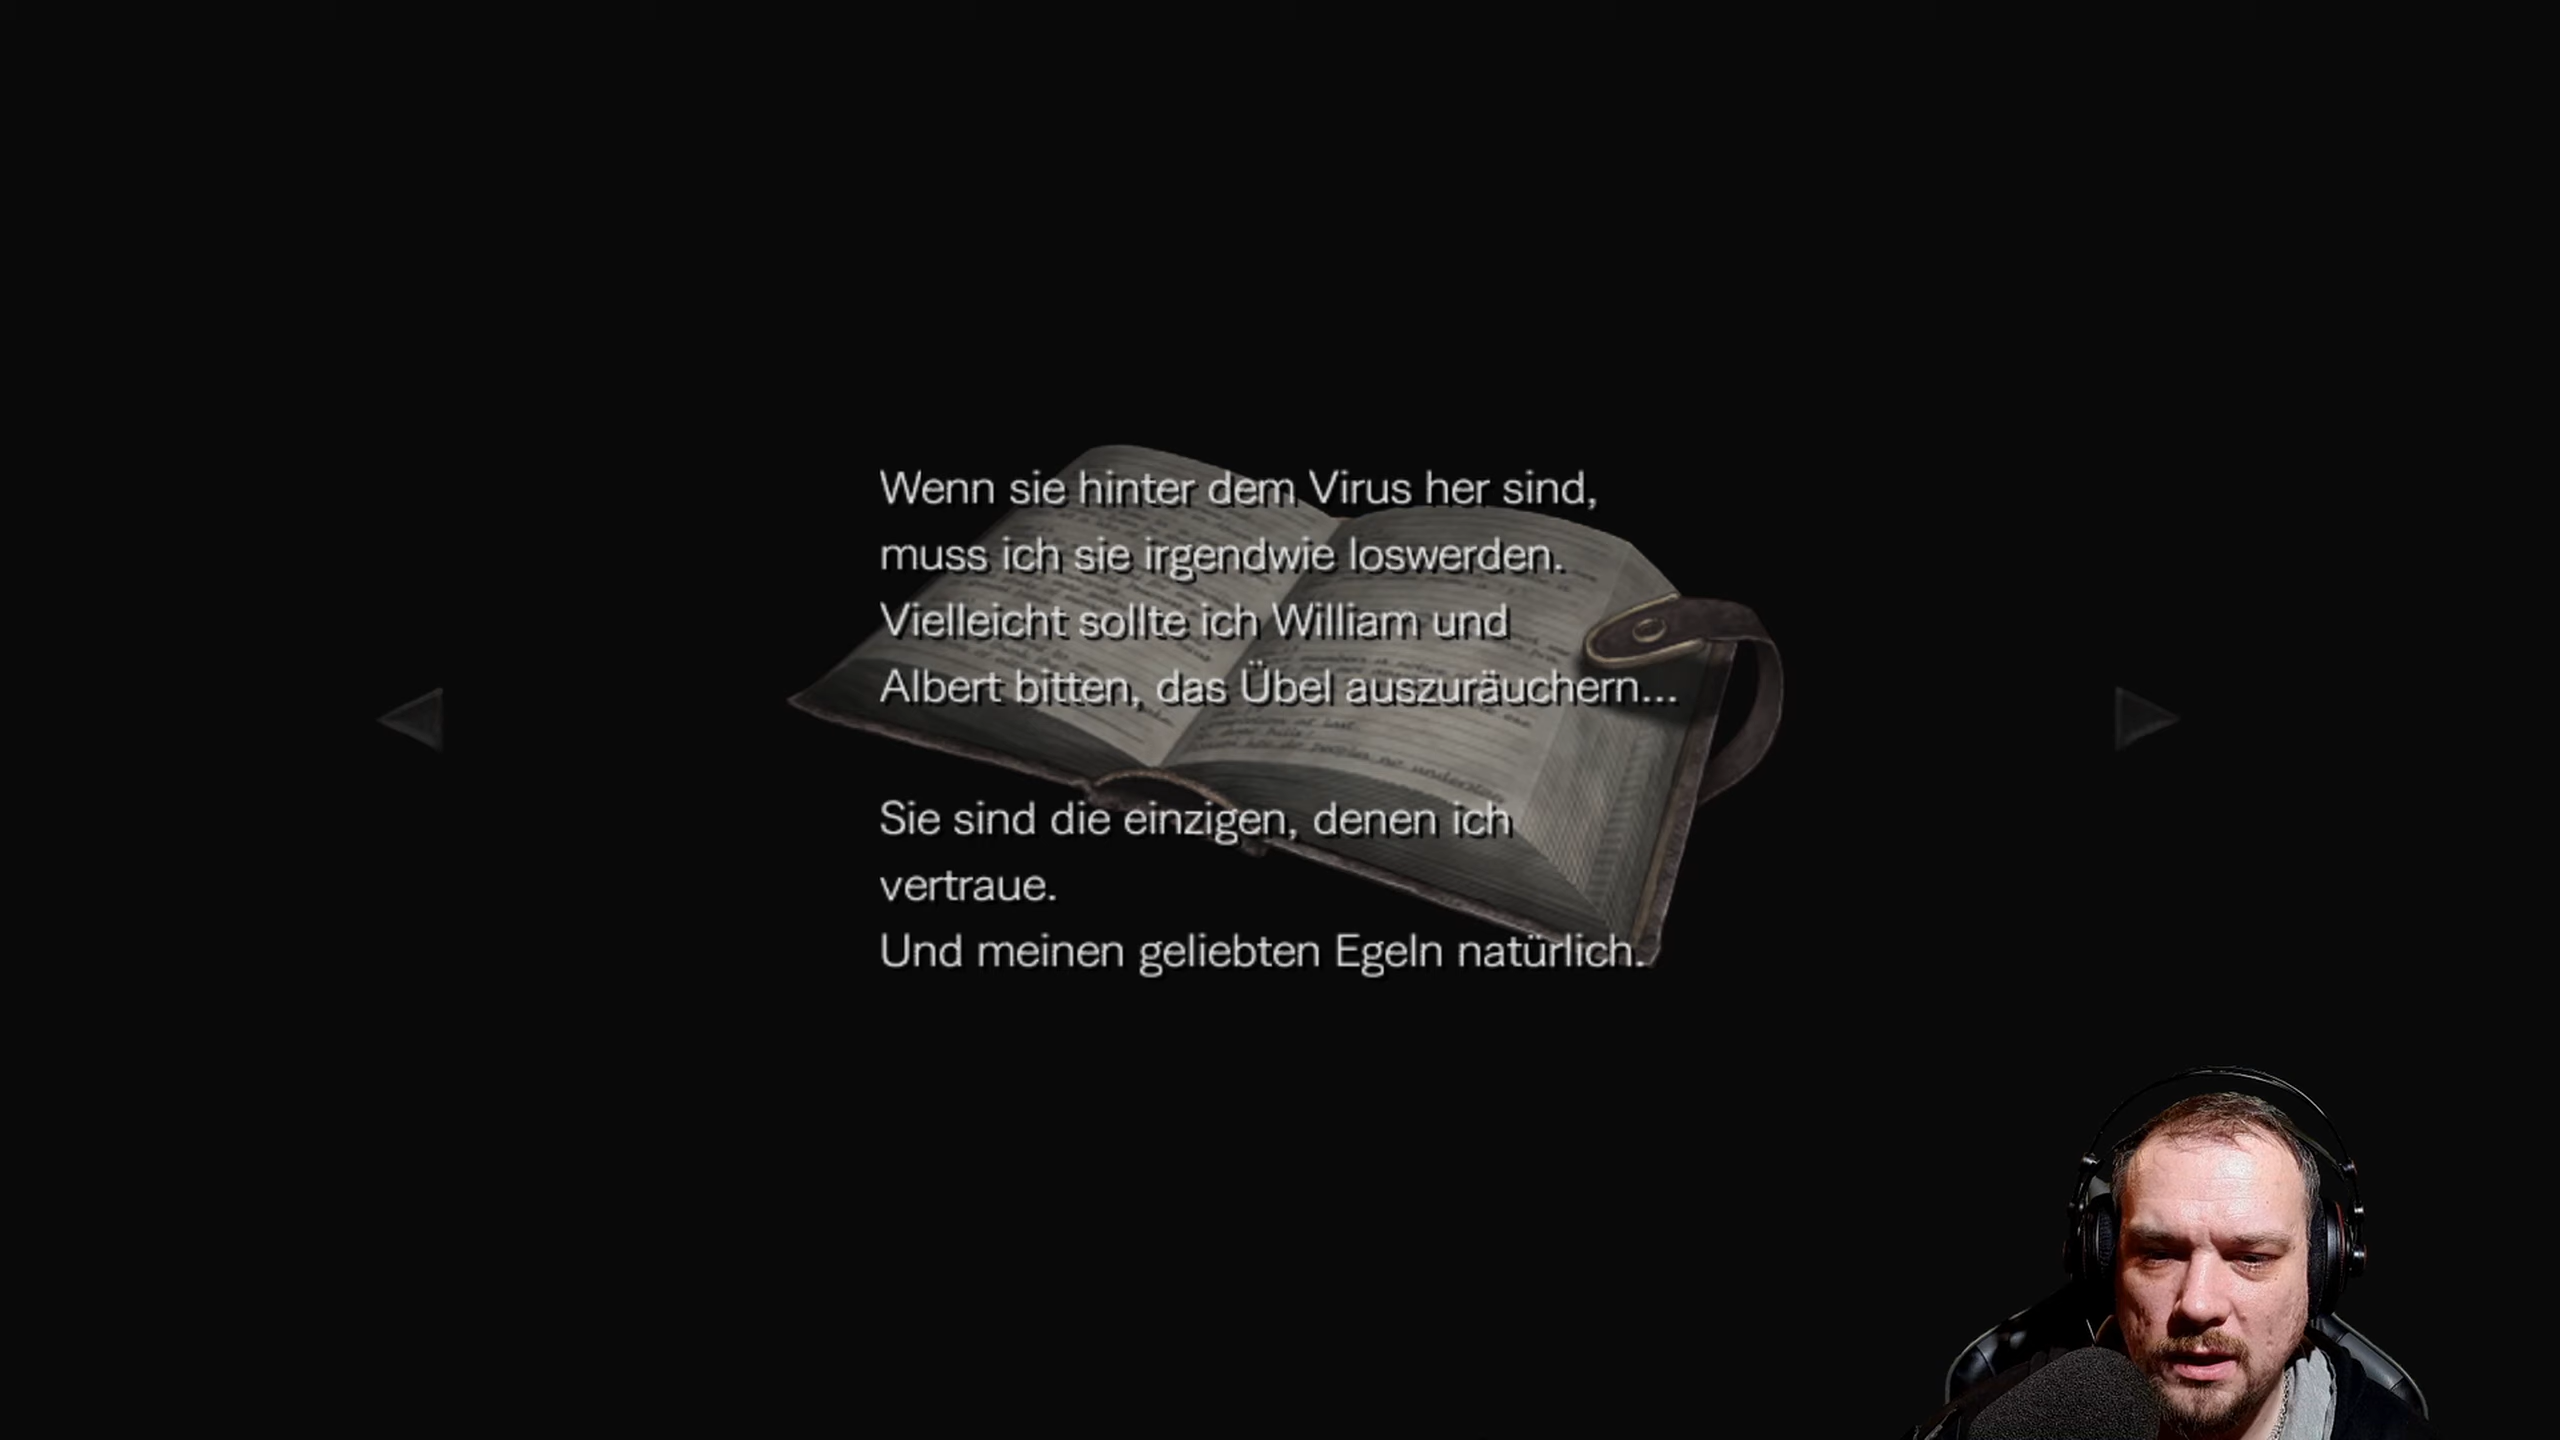 Wenn sie hinter dem Virus her sind,
muss ich sie irgendwie loswerden.
Vielleicht sollte ich William und
Albert bitten, das Übel auszuräuchern...
Sie sind die einzigen, denen ich
vertraue.
Und meinen geliebten Egeln natürlich.